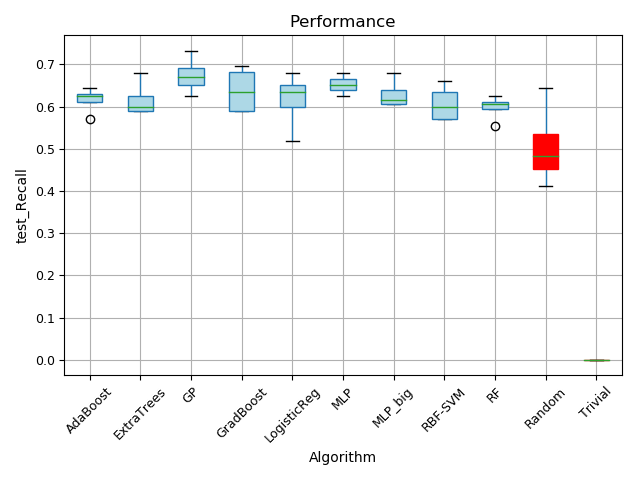 Performance
test_Recall
0.7
0.6
0.5
0.4
0.3
0.2
0.1
0.0
AdaBoost
ExtraTrees
GP
GradBoost
LogisticReg
MLP
MLP_big
RBF-SVM
RF
Random
Trivial
Algorithm